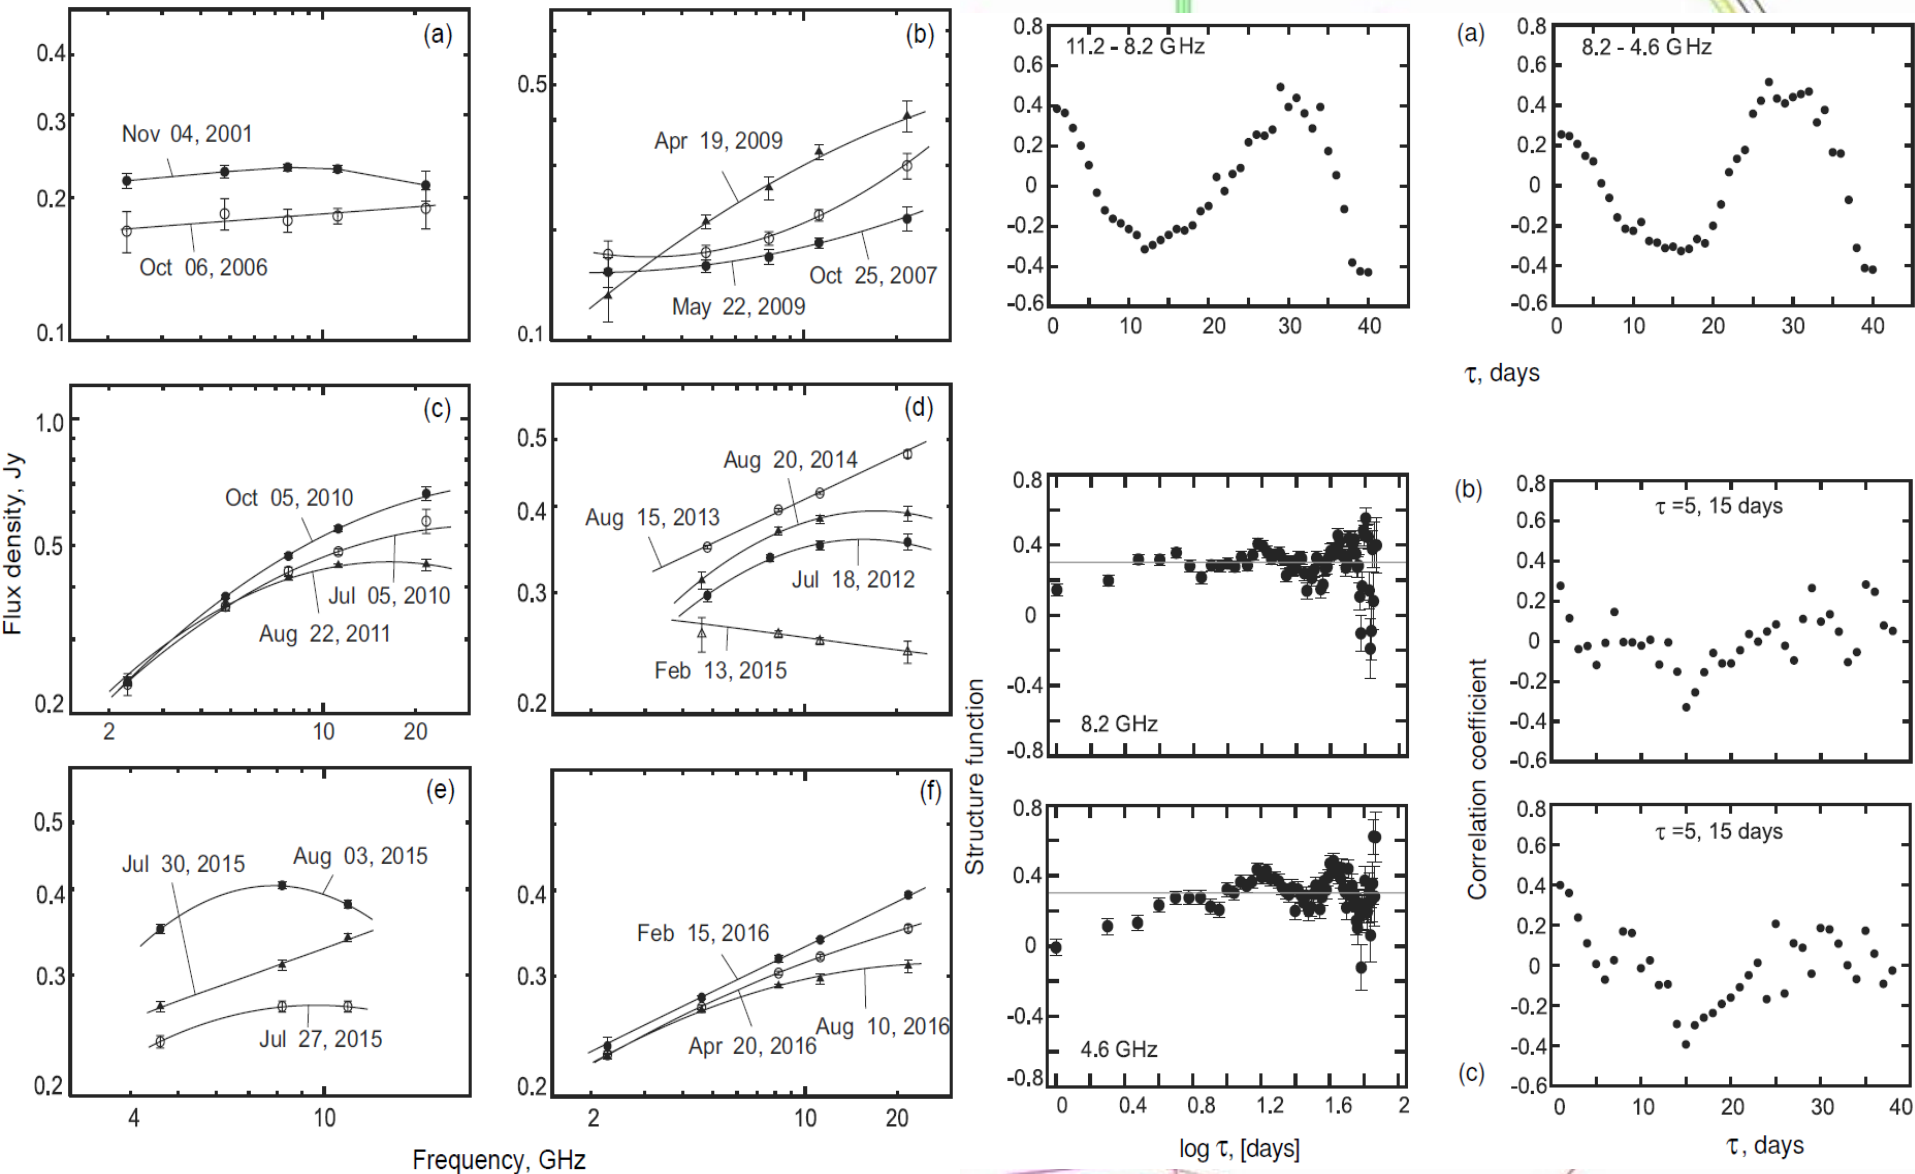 (a)
0.4
0.3
0.2
0.1
Nov 04, 2001
Oct 06, 2006
(b)
0.5
0.1
Apr 19, 2009
Oct 25, 2007
May 22, 2009
Flux density, Jy
(c)
1.0
0.5
0.2
Oct 05, 2010
Jul 05, 2010
Aug 22, 2011
2 10 20
(d)
0.5
0.4
0.3
0.2
Aug 20, 2014
Aug 15, 2013
Jul 18, 2012
Feb 13, 2015
(e)
0.5
0.4
0.3
0.2
Jul 30, 2015
Aug 03, 2015
Jul 27, 2015
4 10
(f)
0.4
0.3
0.2
Feb 15, 2016
Aug 10, 2016
Apr 20, 2016
2 10 20
Frequency, GHz
0.8
0.6
0.4
0.2
0
-0.2
-0.4
-0.6
11.2 - 8.2 GHz
0 10 20 30 40
(a)
0.8
0.6
0.4
0.2
0
-0.2
-0.4
-0.6
8.2 - 4.6 GHz
0 10 20 30 40
τ, days
Structure function
0.8
0.4
0
-0.4
-0.8
8.2 GHz
0.8
0.4
0
-0.4
-0.8
4.6 GHz
0 0.4 0.8 1.2 1.6 2
log τ, [days]
(b)
Correlation coefficient
0.8
0.6
0.4
0.2
0
-0.2
-0.4
-0.6
τ =5, 15 days
(c)
0.8
0.6
0.4
0.2
0
-0.2
-0.4
-0.6
τ =5, 15 days
0 10 20 30 40
τ, days